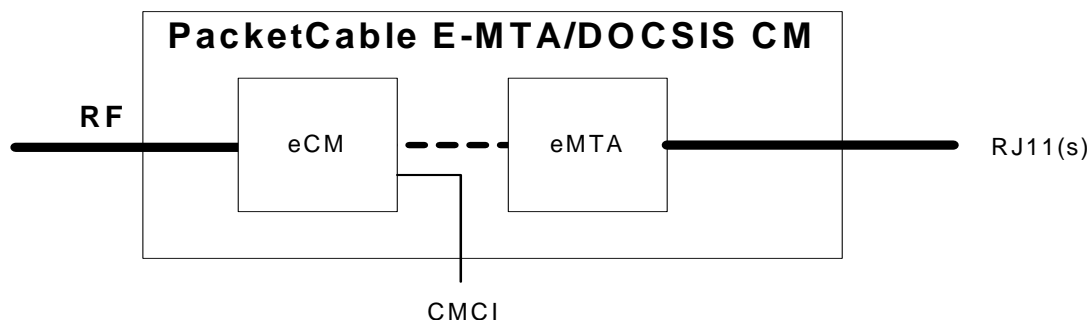 PacketCable E-MTA/DOCSIS CM
RF
eCM
eMTA
RJ11(s)
CMCI